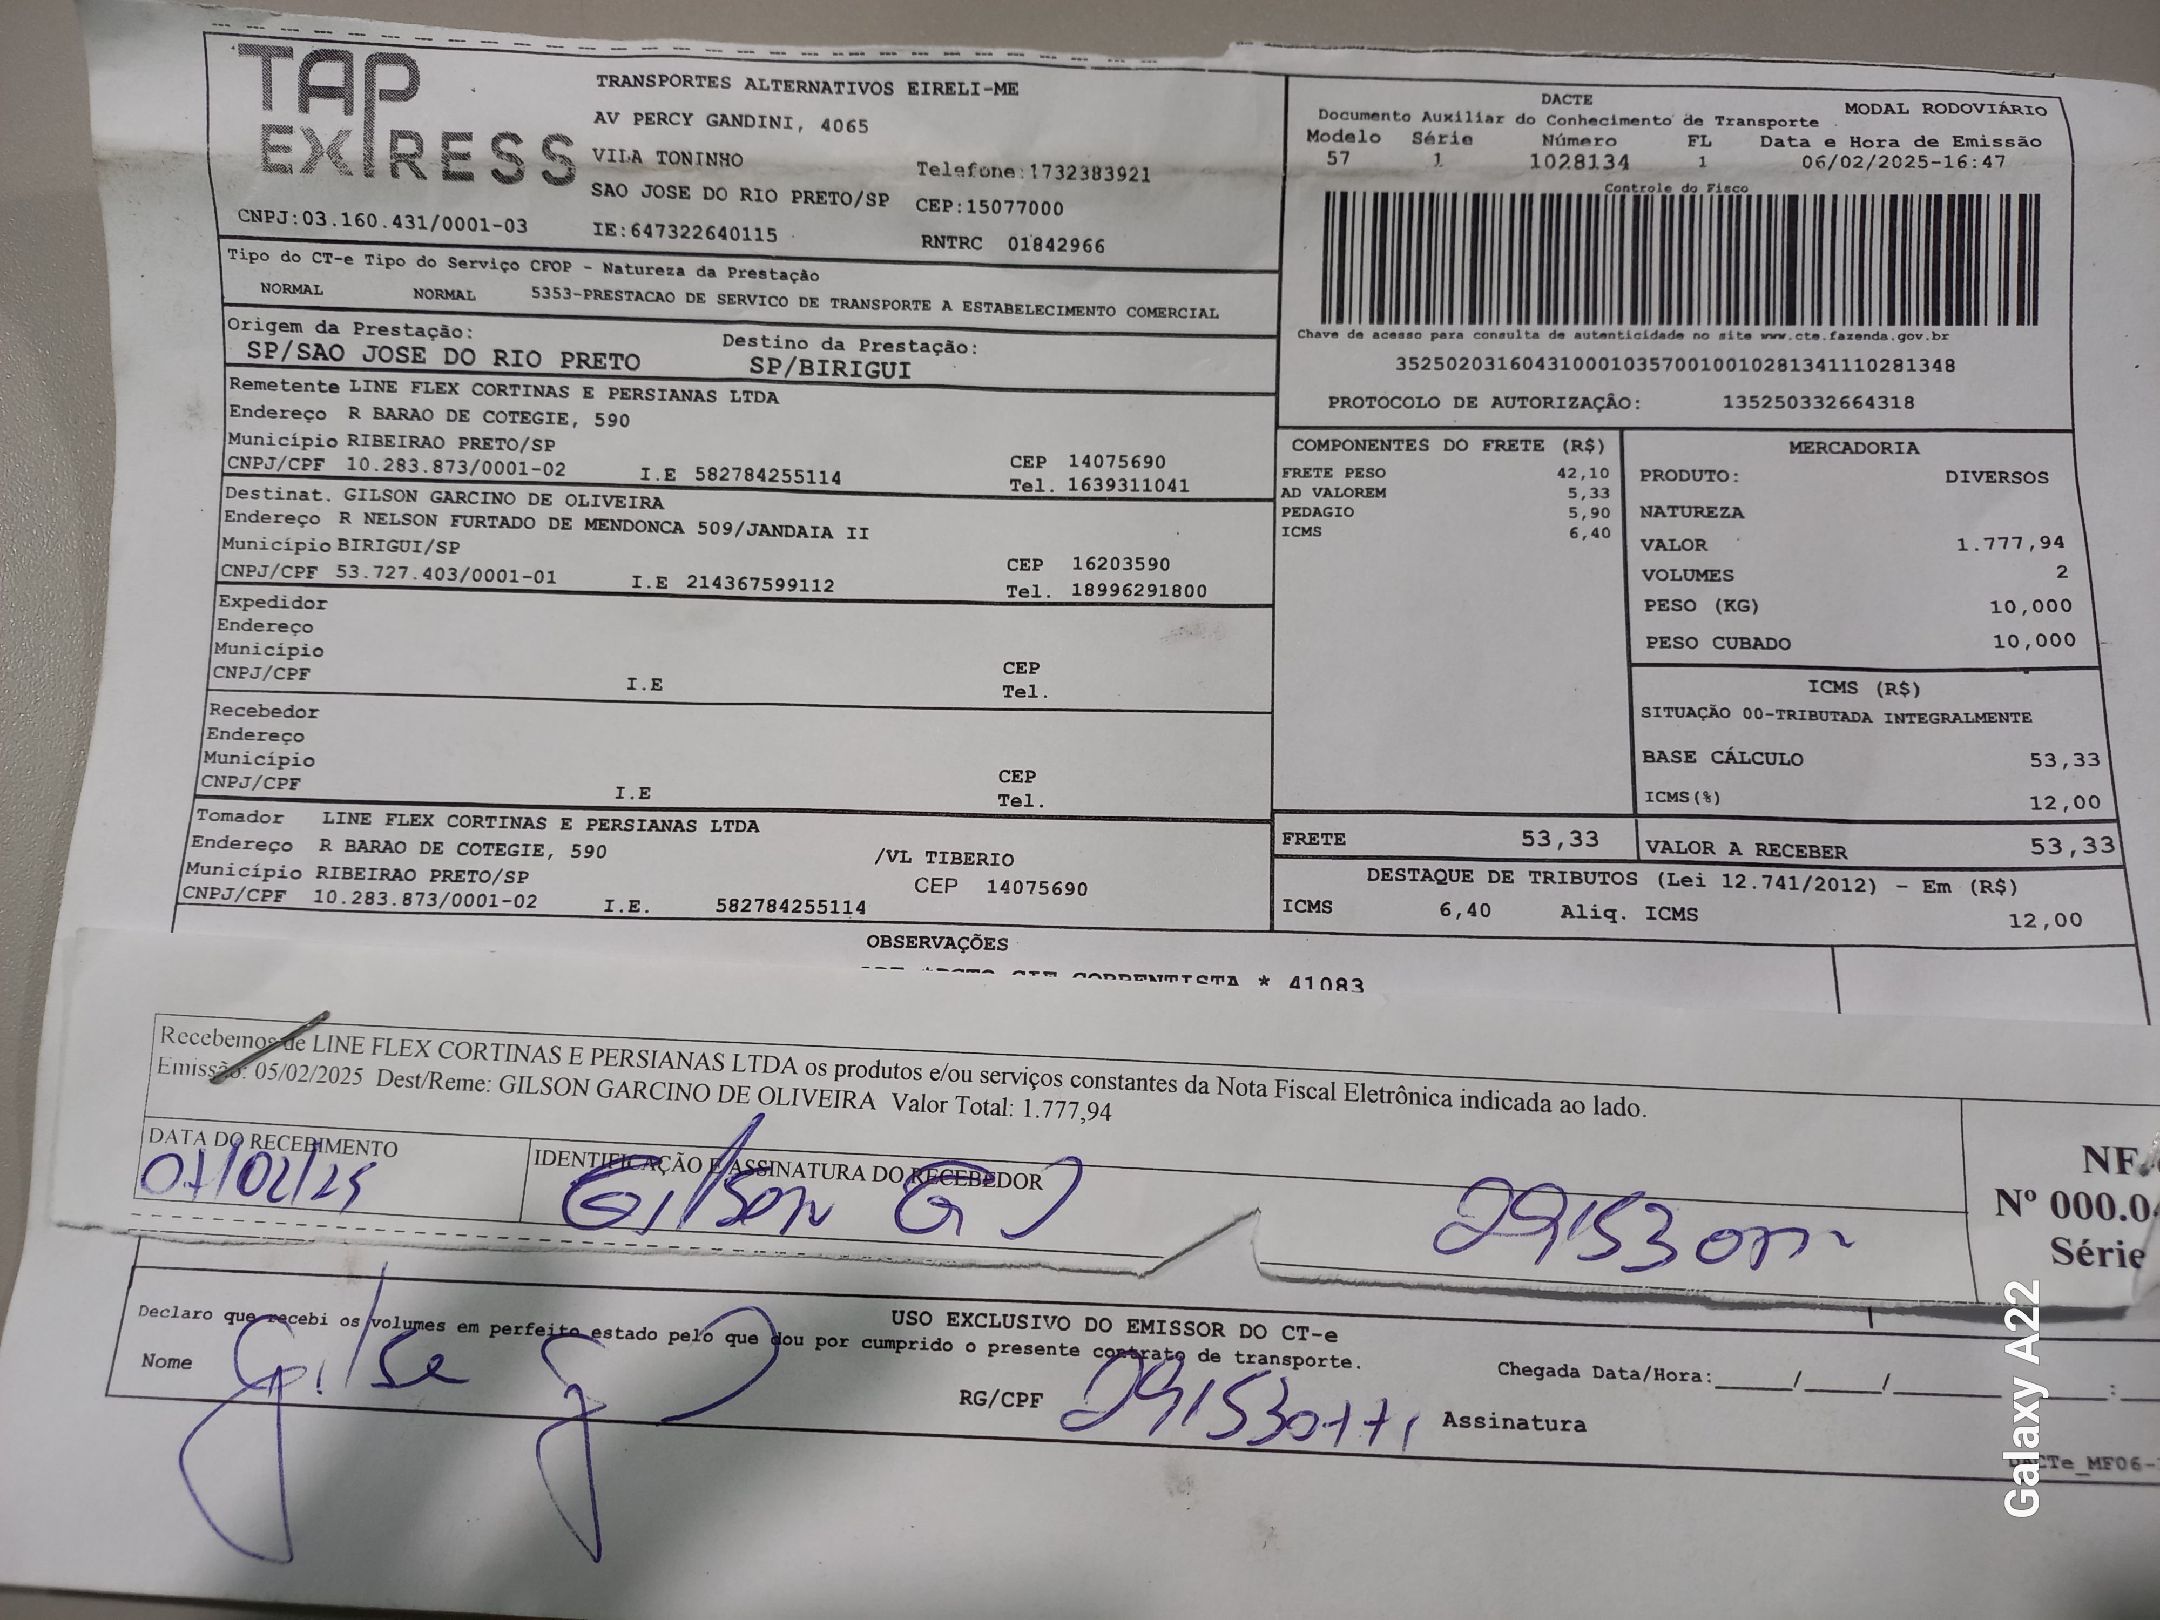 TAP EXPRESS
TRANSPORTES ALTERNATIVOS EIRELI-ME
AV PERCY GANDINI, 4065
VILA TONINHO
Telefone:1732383921
SAO JOSE DO RIO PRETO/SP CEP:15077000
CNPJ:03.160.431/0001-03 IE:647322640115 RNTRC 01842966
DACTE MODAL RODOVIÁRIO
Documento Auxiliar do Conhecimento de Transporte
Modelo Série Número FL Data e Hora de Emissão
57 1 1028134 1 06/02/2025-16:47
Controle do Fisco
Chave de acesso para consulta de autenticidade no site www.cte.fazenda.gov.br
35250203160431000103570010010281341110281348
PROTOCOLO DE AUTORIZAÇÃO: 135250332664318
Tipo do CT-e Tipo do Serviço CFOP - Natureza da Prestação
NORMAL NORMAL 5353-PRESTACAO DE SERVICO DE TRANSPORTE A ESTABELECIMENTO COMERCIAL
Origem da Prestação: Destino da Prestação:
SP/SAO JOSE DO RIO PRETO SP/BIRIGUI
Remetente LINE FLEX CORTINAS E PERSIANAS LTDA
Endereço R BARAO DE COTEGIE, 590
Município RIBEIRAO PRETO/SP CEP 14075690
CNPJ/CPF 10.283.873/0001-02 I.E 582784255114 Tel. 1639311041
Destinat. GILSON GARCINO DE OLIVEIRA
Endereço R NELSON FURTADO DE MENDONCA 509/JANDAIA II
Município BIRIGUI/SP CEP 16203590
CNPJ/CPF 53.727.403/0001-01 I.E 214367599112 Tel. 18996291800
Expedidor
Endereço
Município CEP
CNPJ/CPF I.E Tel.
Recebedor
Endereço
Município CEP
CNPJ/CPF I.E Tel.
Tomador LINE FLEX CORTINAS E PERSIANAS LTDA
Endereço R BARAO DE COTEGIE, 590 /VL TIBERIO
Município RIBEIRAO PRETO/SP CEP 14075690
CNPJ/CPF 10.283.873/0001-02 I.E. 582784255114
COMPONENTES DO FRETE (R$)
FRETE PESO 42,10
AD VALOREM 5,33
PEDAGIO 5,90
ICMS 6,40
MERCADORIA
PRODUTO: DIVERSOS
NATUREZA
VALOR 1.777,94
VOLUMES 2
PESO (KG) 10,000
PESO CUBADO 10,000
ICMS (R$)
SITUAÇÃO 00-TRIBUTADA INTEGRALMENTE
BASE CÁLCULO 53,33
ICMS(%) 12,00
FRETE 53,33 VALOR A RECEBER 53,33
DESTAQUE DE TRIBUTOS (Lei 12.741/2012) - Em (R$)
ICMS 6,40 Aliq. ICMS 12,00
OBSERVAÇÕES
CORRENTISTA * 41083
Recebemos de LINE FLEX CORTINAS E PERSIANAS LTDA os produtos e/ou serviços constantes da Nota Fiscal Eletrônica indicada ao lado.
Emissão: 05/02/2025 Dest/Reme: GILSON GARCINO DE OLIVEIRA Valor Total: 1.777,94
DATA DO RECEBIMENTO IDENTIFICAÇÃO E ASSINATURA DO RECEBEDOR
07/02/25 Gilson G
NF
Nº 000.0
Série
USO EXCLUSIVO DO EMISSOR DO CT-e
Declaro que recebi os volumes em perfeito estado pelo que dou por cumprido o presente contrato de transporte.
Nome RG/CPF Assinatura
Chegada Data/Hora:_____/_____/_____ :
CTe_MF06-
Galaxy A22